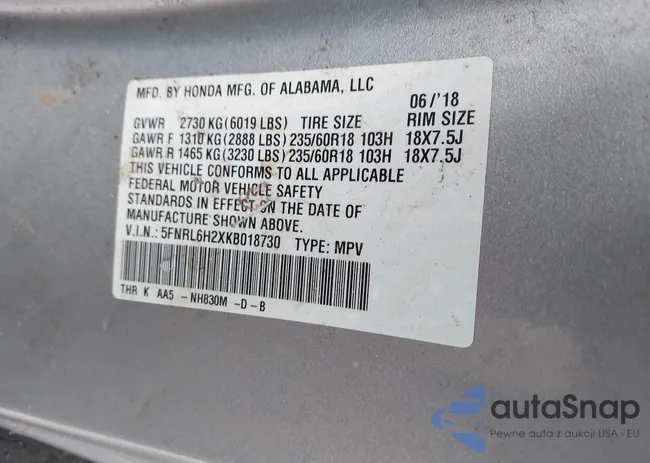 MFD. BY HONDA MFG. OF ALABAMA, LLC
06/'18
GVWR 2730 KG(6019 LBS) TIRE SIZE RIM SIZE
GAWR F 1310 KG(2888 LBS)235/60R18 103H 18X7.5J
GAWR R 1465 KG(3230 LBS)235/60R18 103H 18X7.5J
THIS VEHICLE CONFORMS TO ALL APPLICABLE
FEDERAL MOTOR VEHICLE SAFETY
STANDARDS IN EFFECT ON THE DATE OF
MANUFACTURE SHOWN ABOVE.
V.I.N.: 5FNRL6H2XKB018730 TYPE: MPV
THR K AA5 -NH830M -D-B
autoSnap
Pewne auta z aukcji USA i EU